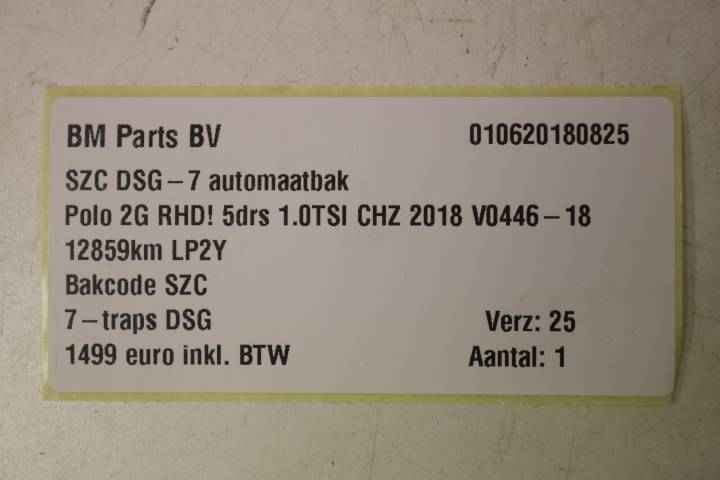 BM Parts BV 010620180825
SZC DSG-7 automaatbak
Polo 2G RHD! 5drs 1.0TSI CHZ 2018 V0446-18
12859km LP2Y
Bakcode SZC
7-traps DSG Verz: 25
1499 euro inkl. BTW Aantal: 1